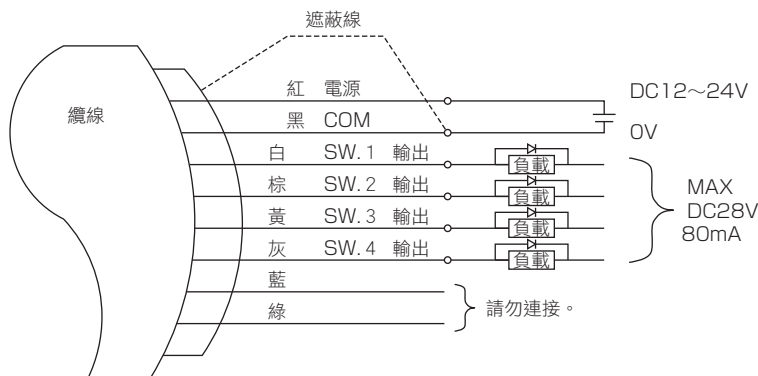 遮蔽線
纜線
紅 電源
DC12～24V
黑 COM
0V
白 SW.1 輸出
負載
棕 SW.2 輸出
負載
黃 SW.3 輸出
負載
灰 SW.4 輸出
負載
MAX
DC28V
80mA
藍
綠
請勿連接。